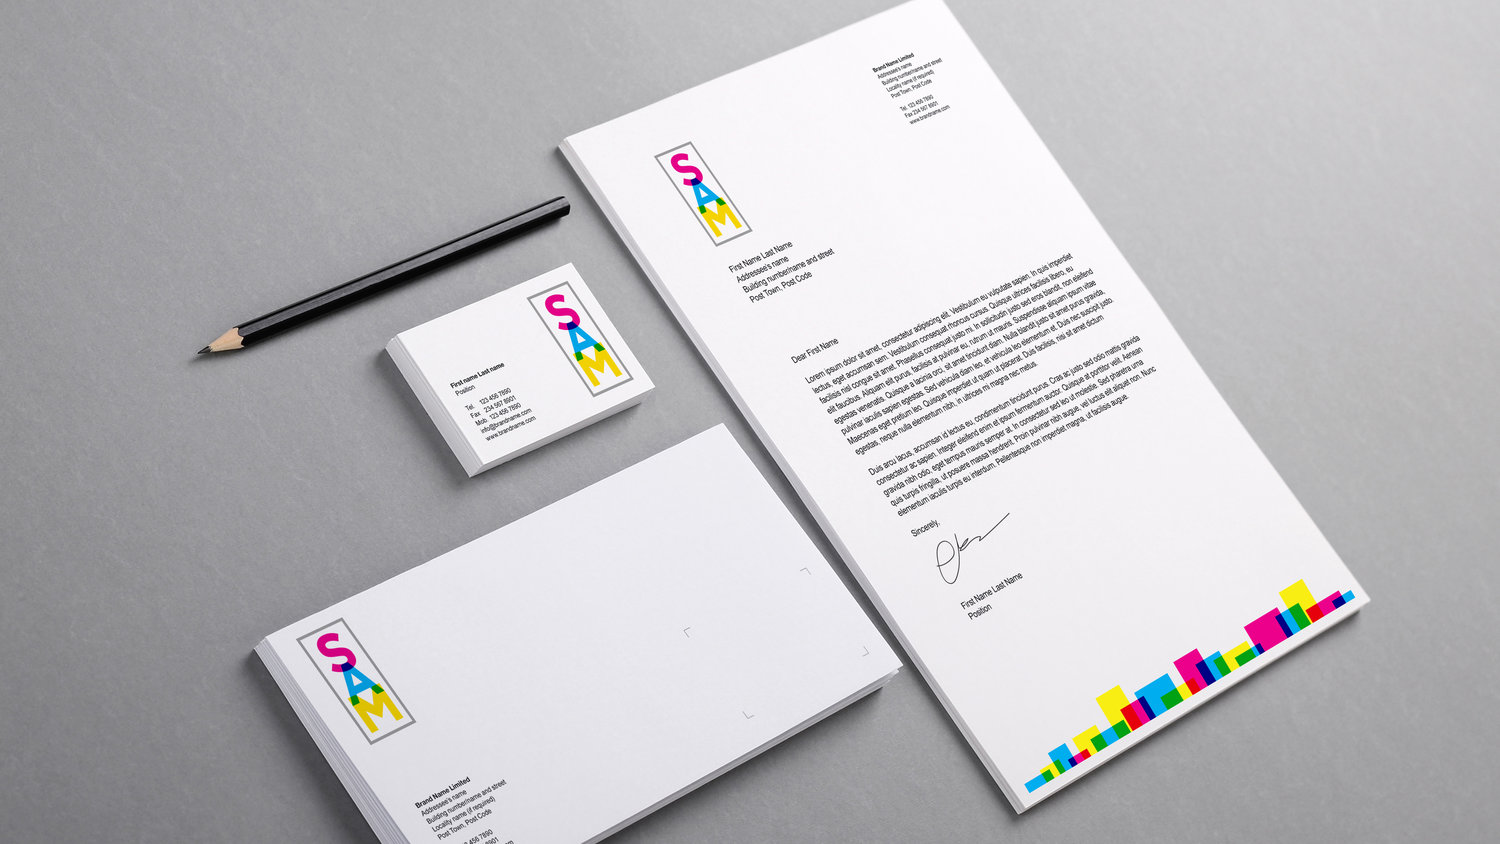 Brand Name Limited
Addressee's name
Building number/name and street
Locality name (if required)
Post Town, Post Code
Tel. 123 456 7890
Fax 234 567 8901
www.brandname.com
SAM
First Name Last Name
Addressee's name
Building number/name and street
Post Town, Post Code
Dear First Name
Lorem ipsum dolor sit amet, consectetur adipiscing elit. Vestibulum eu vulputate sapien. In quis imperdiet
lectus, eget accumsan sem. Vestibulum consequat rhoncus cursus. Quisque ultrices facilisis libero, eu
facilisis nisl congue sit amet. Phasellus consequat justo mi. In sollicitudin justo sed eros blandit, non eleifend
elit faucibus. Aliquam elit purus, facilisis at pulvinar eu, rutrum ut mauris. Suspendisse aliquam ipsum vitae
egestas venenatis. Quisque a lacinia orci, sit amet tincidunt diam. Nulla blandit justo sit amet purus gravida,
pulvinar iaculis sapien egestas. Sed vehicula diam leo, et vehicula leo elementum et. Duis nec suscipit justo.
Maecenas eget pretium leo. Quisque imperdiet ut quam ut placerat. Duis facilisis, nisi sit amet dictum
egestas, neque nulla elementum nibh, in ultrices mi magna nec metus.
Duis arcu lacus, accumsan id lectus eu, condimentum tincidunt purus. Cras ac justo sed odio mattis gravida
consectetur ac sapien. Integer eleifend enim et ipsum fermentum auctor. Quisque at porttitor velit. Aenean
gravida nibh odio, eget tempus mauris semper at. In consectetur sed leo ut molestie. Sed pharetra urna
quis turpis fringilla, ut posuere massa hendrerit. Proin pulvinar nibh augue, vel luctus elit aliquet non. Nunc
elementum iaculis turpis eu interdum. Pellentesque non imperdiet magna, ut facilisis augue.
Sincerely,
First Name Last Name
Position
SAM
First name Last name
Position
Tel. 123 456 7890
Fax 234 567 8901
Mob. 123 456 7890
info@brandname.com
www.brandname.com
SAM
Brand Name Limited
Addressee's name
Building number/name and street
Locality name (if required)
Post Town, Post Code
456 7890
8901